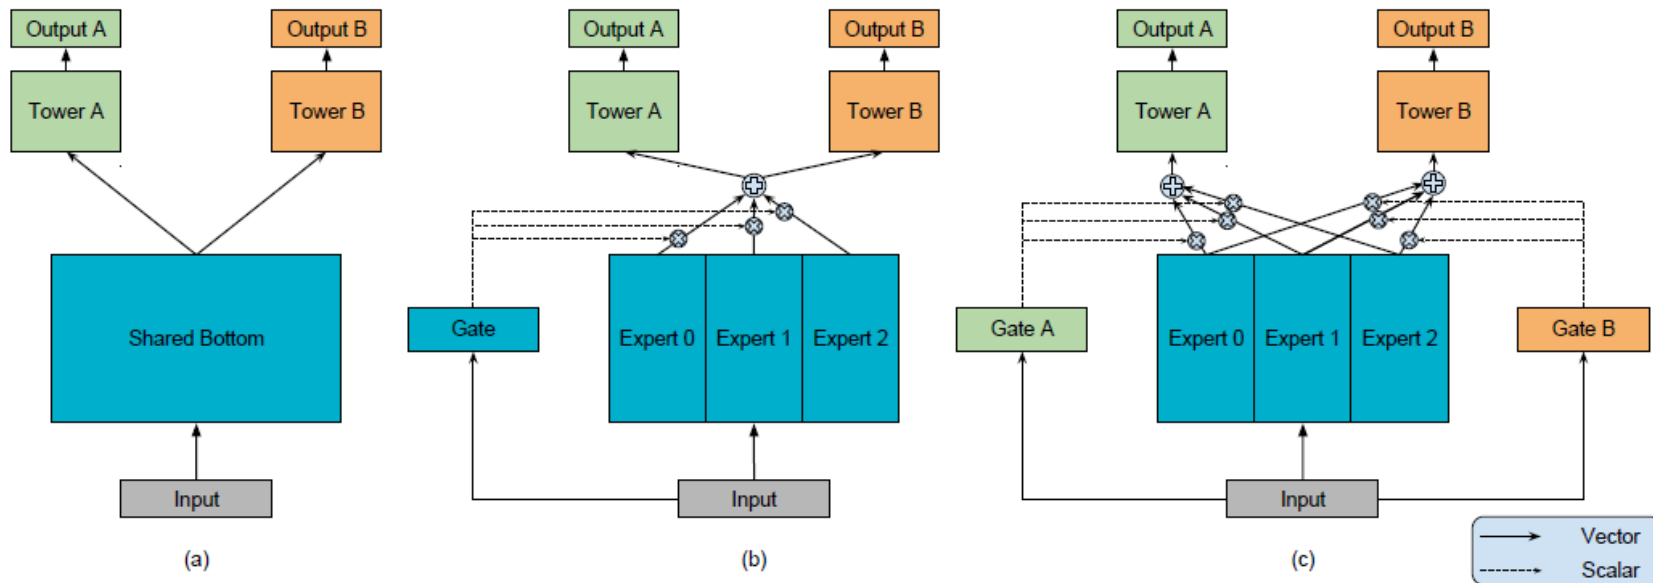 Output A
Output B
Tower A
Tower B
Shared Bottom
Input
(a)
Output A
Output B
Tower A
Tower B
Gate
Expert 0
Expert 1
Expert 2
Input
(b)
Output A
Output B
Tower A
Tower B
Gate A
Expert 0
Expert 1
Expert 2
Gate B
Input
(c)
Vector
Scalar